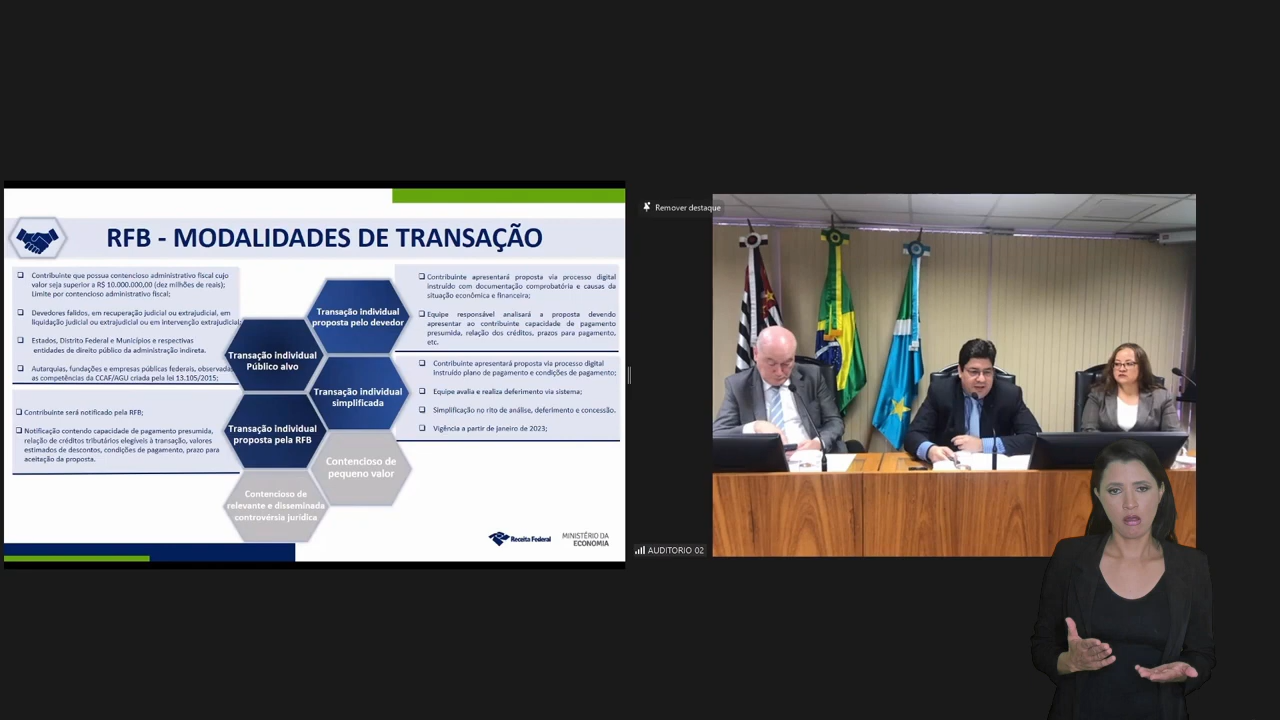 RFB - MODALIDADES DE TRANSAÇÃO
Contribuinte que possua contencioso administrativo fiscal cujo
valor seja superior a R$ 10.000.000,00 (dez milhões de reais);
Limite por contencioso administrativo fiscal;
Devedores falidos, em recuperação judicial ou extrajudicial, em
liquidação judicial ou extrajudicial ou em intervenção extrajudicial;
Estados, Distrito Federal e Municípios e respectivas
entidades de direito público da administração indireta.
Autarquias, fundações e empresas públicas federais, observada
as competências da CCAF/AGU criada pela lei 13.105/2015;
Contribuinte será notificado pela RFB;
Notificação contendo capacidade de pagamento presumida,
relação de créditos tributários elegíveis à transação, valores
estimados de descontos, condições de pagamento, prazo para
aceitação da proposta.
Transação individual
proposta pelo devedor
Transação individual
Público alvo
Transação individual
simplificada
Transação individual
proposta pela RFB
Contencioso de
pequeno valor
Contencioso de
relevante e disseminada
controvérsia jurídica
Contribuinte apresentará proposta via processo digital
instruído com documentação comprobatória e causas da
situação econômica e financeira;
Equipe responsável analisará a proposta devendo
apresentar ao contribuinte capacidade de pagamento
presumida, relação dos créditos, prazos para pagamento,
etc.
Contribuinte apresentará proposta via processo digital
instruído plano de pagamento e condições de pagamento;
Equipe avalia e realiza deferimento via sistema;
Simplificação no rito de análise, deferimento e concessão.
Vigência a partir de janeiro de 2023;
Receita Federal
MINISTÉRIO DA
ECONOMIA
Remover destaque
AUDITORIO 02